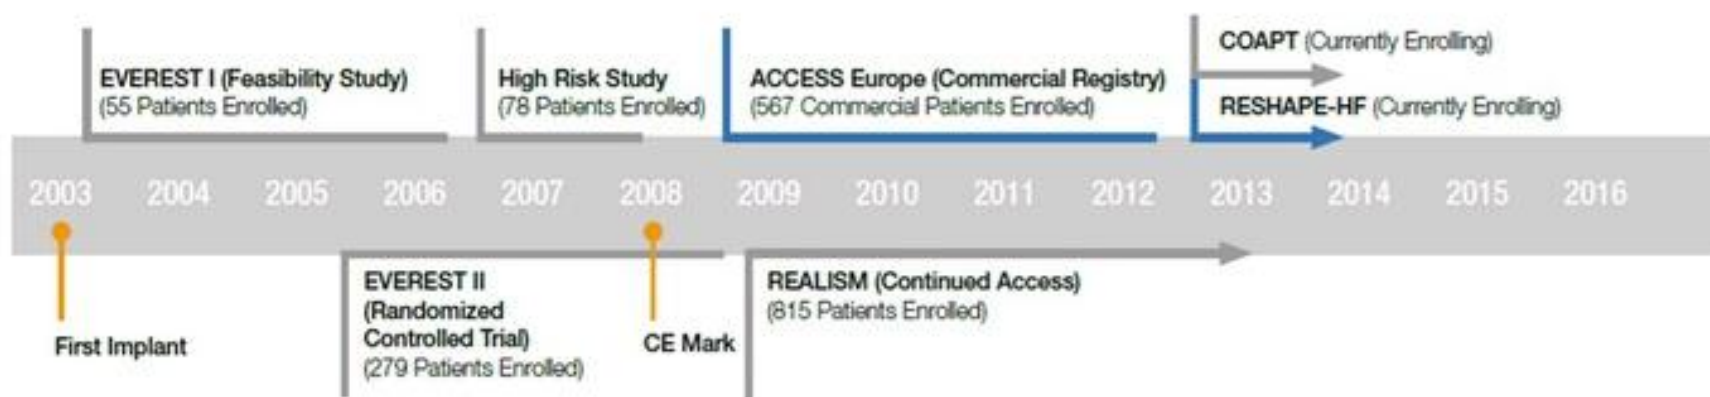 EVEREST I (Feasibility Study)
(55 Patients Enrolled)
High Risk Study
(78 Patients Enrolled)
ACCESS Europe (Commercial Registry)
(567 Commercial Patients Enrolled)
COAPT (Currently Enrolling)
RESHAPE-HF (Currently Enrolling)
2003 2004 2005 2006 2007 2008 2009 2010 2011 2012 2013 2014 2015 2016
First Implant
EVEREST II
(Randomized
Controlled Trial)
(279 Patients Enrolled)
CE Mark
REALISM (Continued Access)
(815 Patients Enrolled)